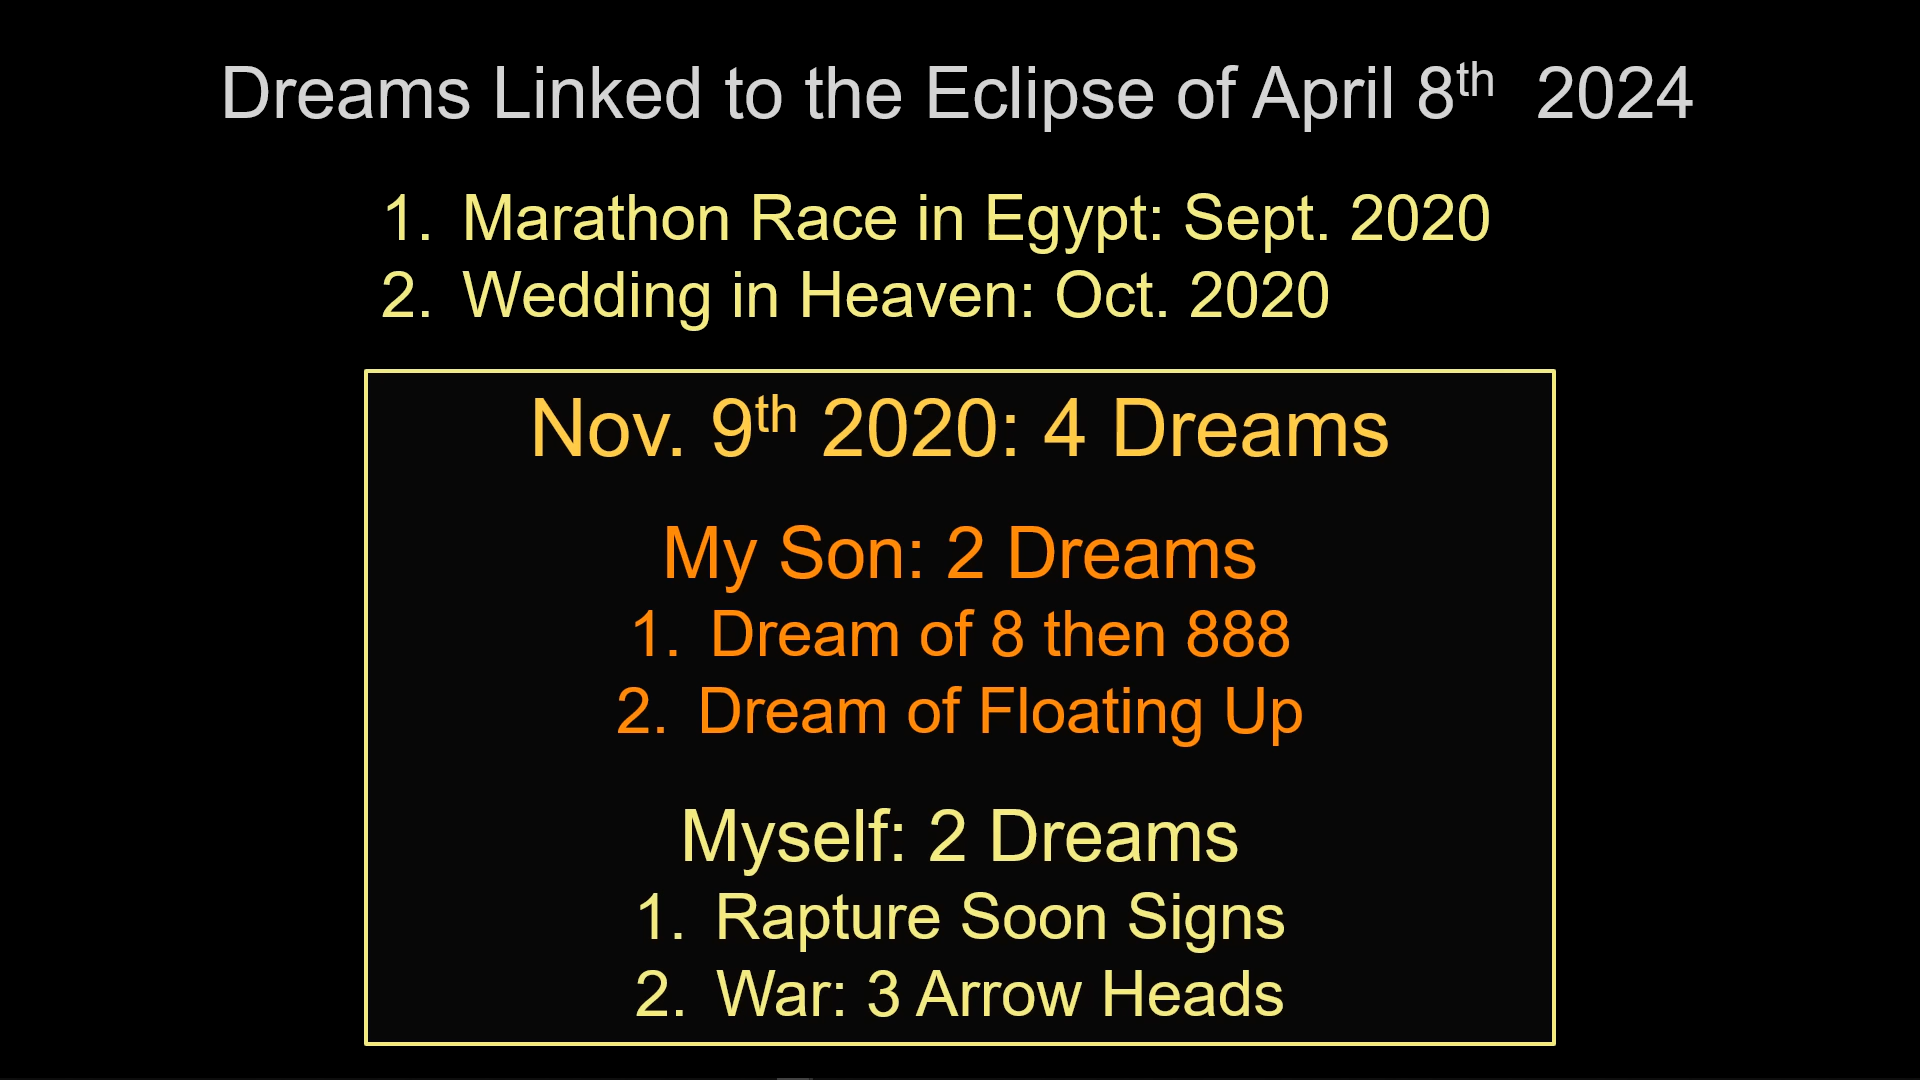 Dreams Linked to the Eclipse of April 8th 2024
1. Marathon Race in Egypt: Sept. 2020
2. Wedding in Heaven: Oct. 2020
Nov. 9th 2020: 4 Dreams
My Son: 2 Dreams
1. Dream of 8 then 888
2. Dream of Floating Up
Myself: 2 Dreams
1. Rapture Soon Signs
2. War: 3 Arrow Heads